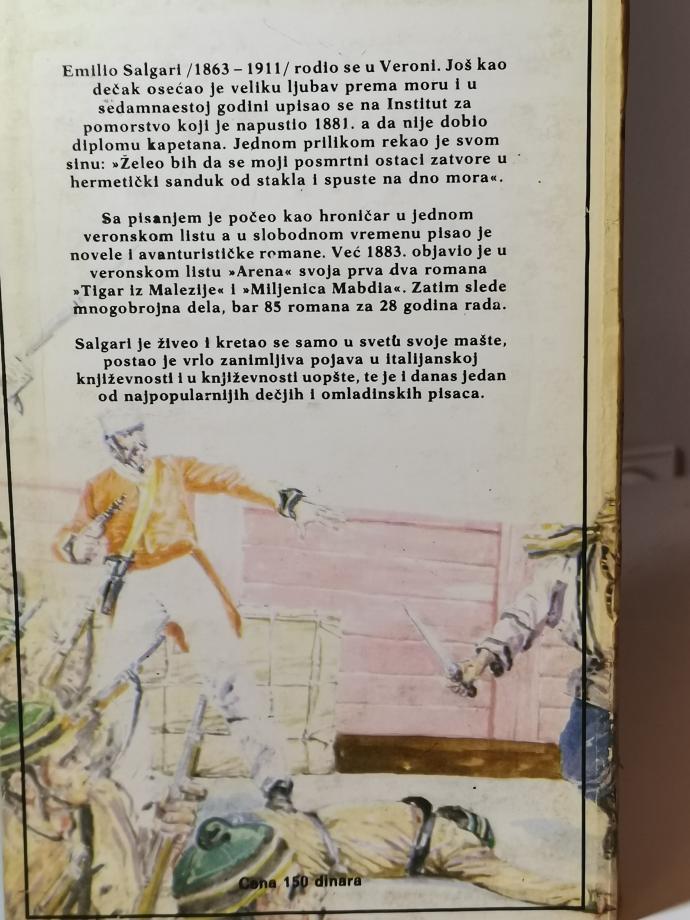 Emilio Salgari /1863 – 1911/ rodio se u Veroni. Još kao
dečak osećao je veliku ljubav prema moru i u
sedamnaestoj godini upisao se na Institut za
pomorstvo koji je napustio 1881. a da nije dobio
diplomu kapetana. Jednom prilikom rekao je svom
sinu: »Želeo bih da se moji posmrtni ostaci zatvore u
hermetički sanduk od stakla i spuste na dno mora«.
Sa pisanjem je počeo kao hroničar u jednom
veronskom listu a u slobodnom vremenu pisao je
novele i avanturističke romane. Već 1883. objavio je u
veronskom listu »Arena« svoja prva dva romana
»Tigar iz Malezije« i »Miljenica Mabdia«. Zatim slede
mnogobrojna dela, bar 85 romana za 28 godina rada.
Salgari je živeo i kretao se samo u svetu svoje mašte,
postao je vrlo zanimljiva pojava u italijanskoj
književnosti i u književnosti uopšte, te je i danas jedan
od najpopularnijih dečjih i omladinskih pisaca.
Cena 150 dinara